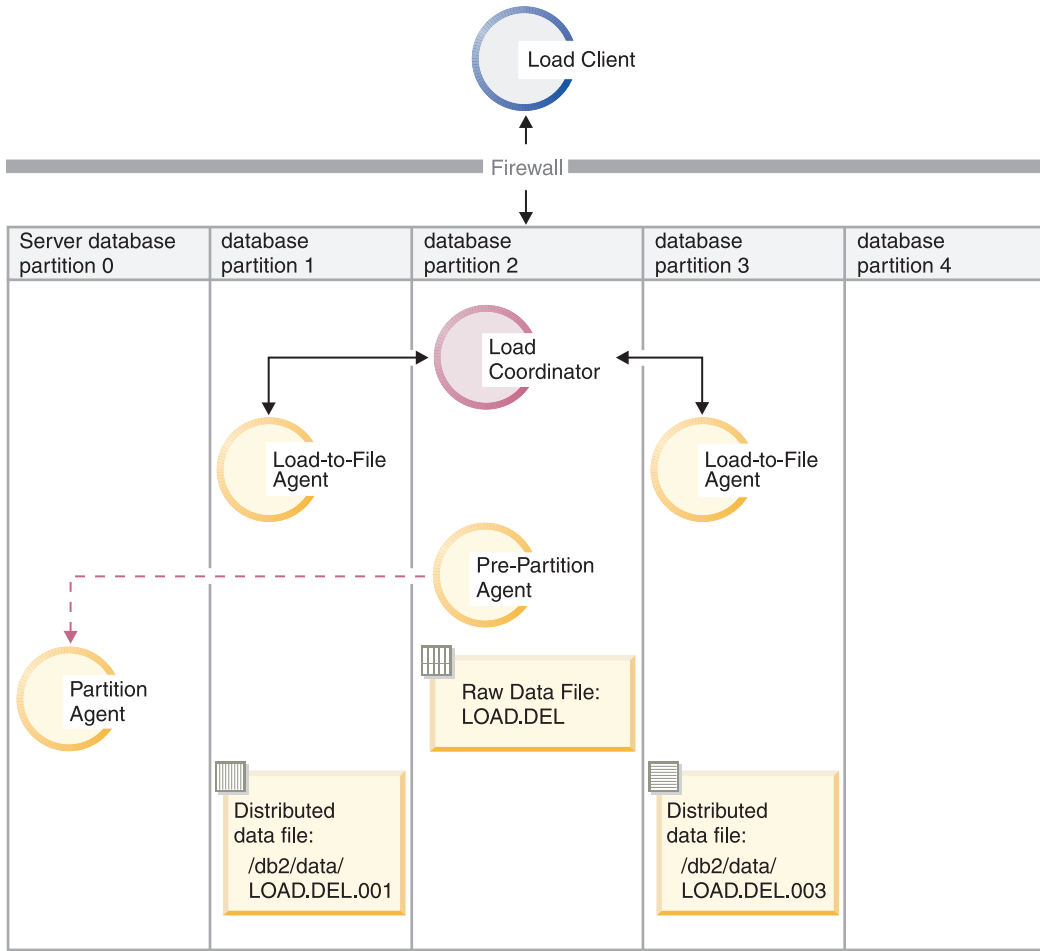 Load Client
Firewall
Server database
partition 0
database
partition 1
database
partition 2
database
partition 3
database
partition 4
Load
Coordinator
Load-to-File
Agent
Load-to-File
Agent
Pre-Partition
Agent
Partition
Agent
Raw Data File:
LOAD.DEL
Distributed
data file:
/db2/data/
LOAD.DEL.001
Distributed
data file:
/db2/data/
LOAD.DEL.003